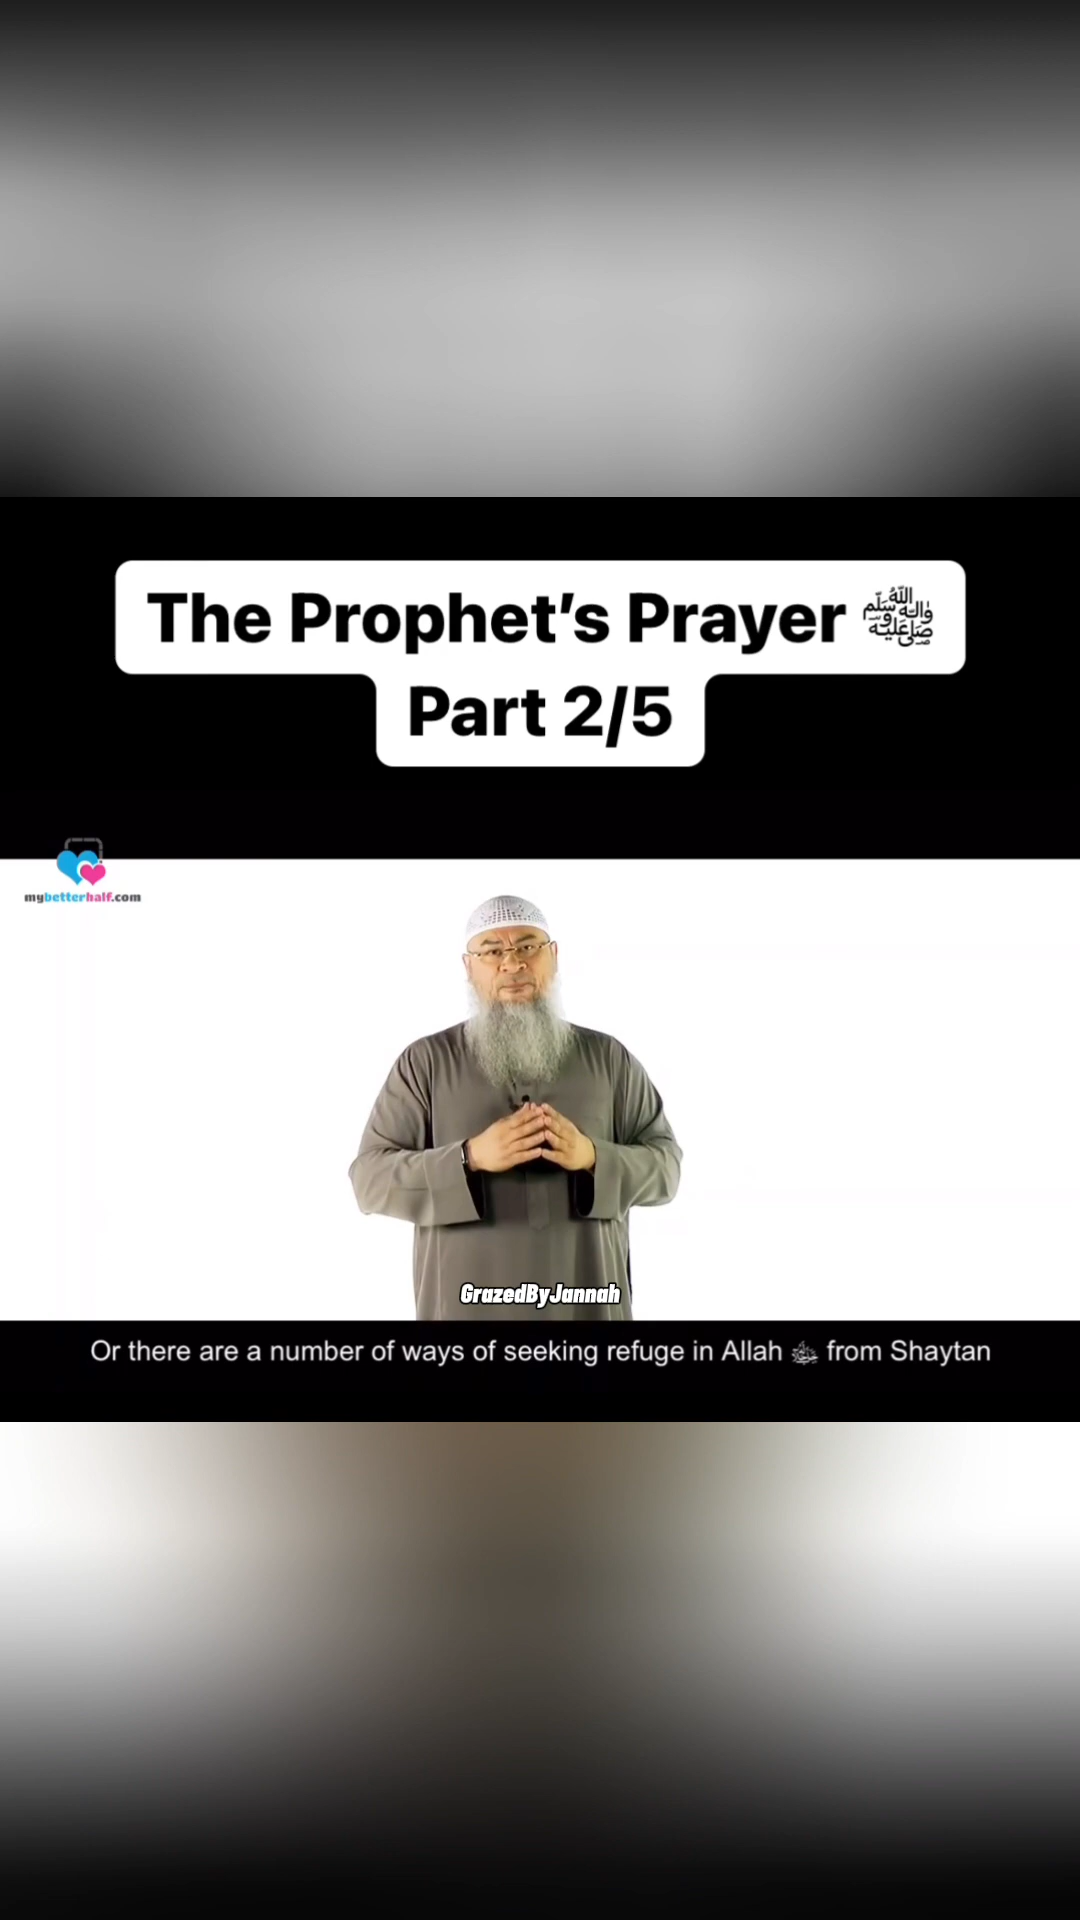 The Prophet's Prayer ﷺ
Part 2/5
mybetterhalf.com
GrazedByJannah
Or there are a number of ways of seeking refuge in Allah ﷻ from Shaytan